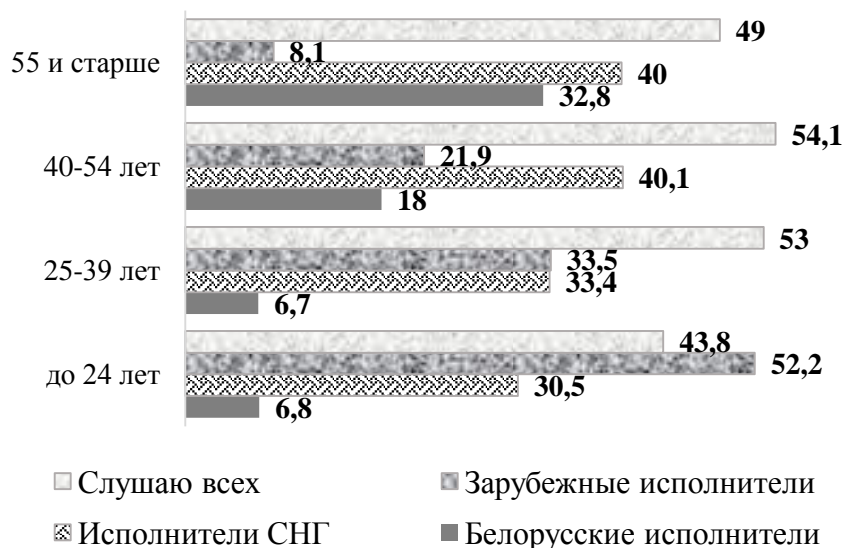 49
55 и старше
8,1
40
32,8
54,1
40-54 лет
21,9
40,1
18
53
25-39 лет
33,5
33,4
6,7
43,8
до 24 лет
52,2
30,5
6,8
Слушаю всех
Зарубежные исполнители
Исполнители СНГ
Белорусские исполнители